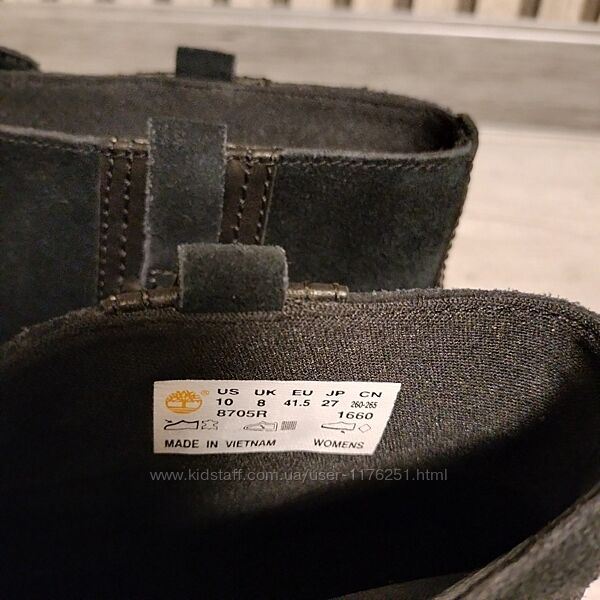 US UK EU JP CN
10 8 41.5 27 260-265
8705R 1660
MADE IN VIETNAM WOMENS
www.kidstaff.com.ua/user-1176251.html